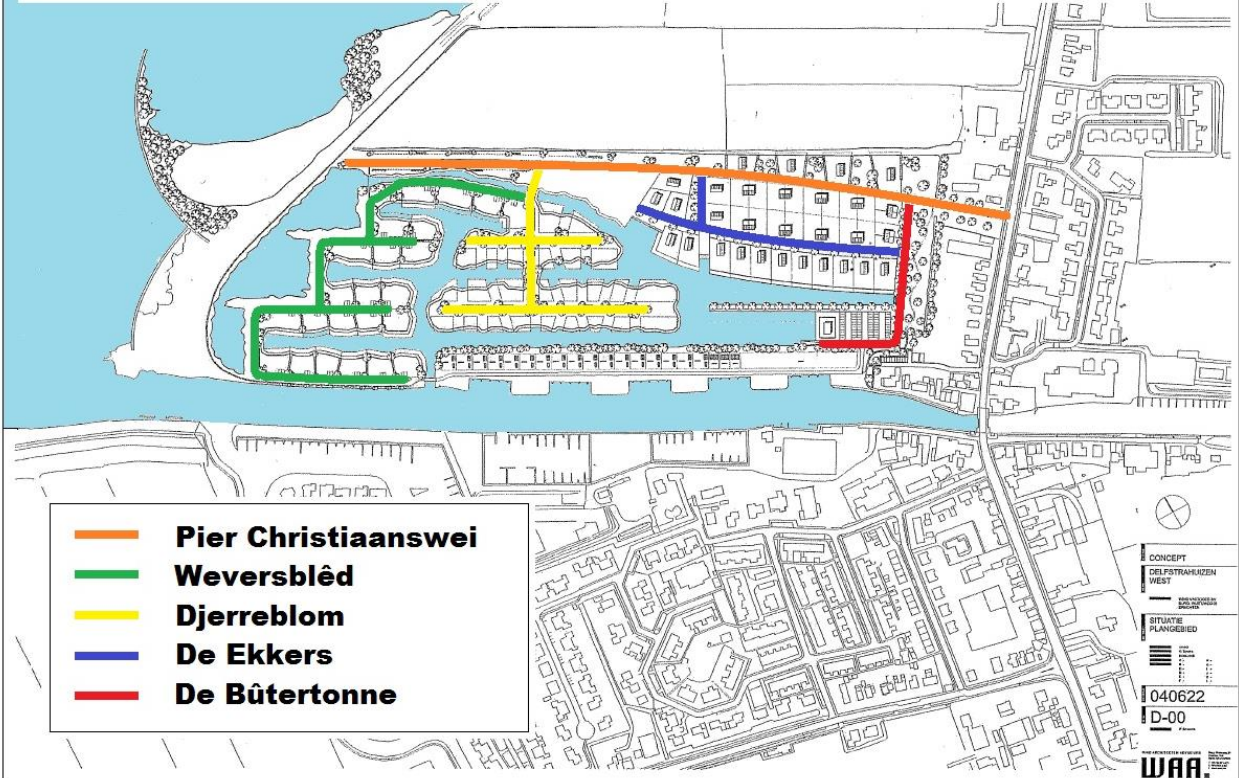 Pier Christiaanswei
Weversblêd
Djerreblom
De Ekkers
De Bûtertonne
CONCEPT
DELFSTRAHUIZEN
WEST
SITUATIE
PLANGEBIED
040622
D-00
WAA.